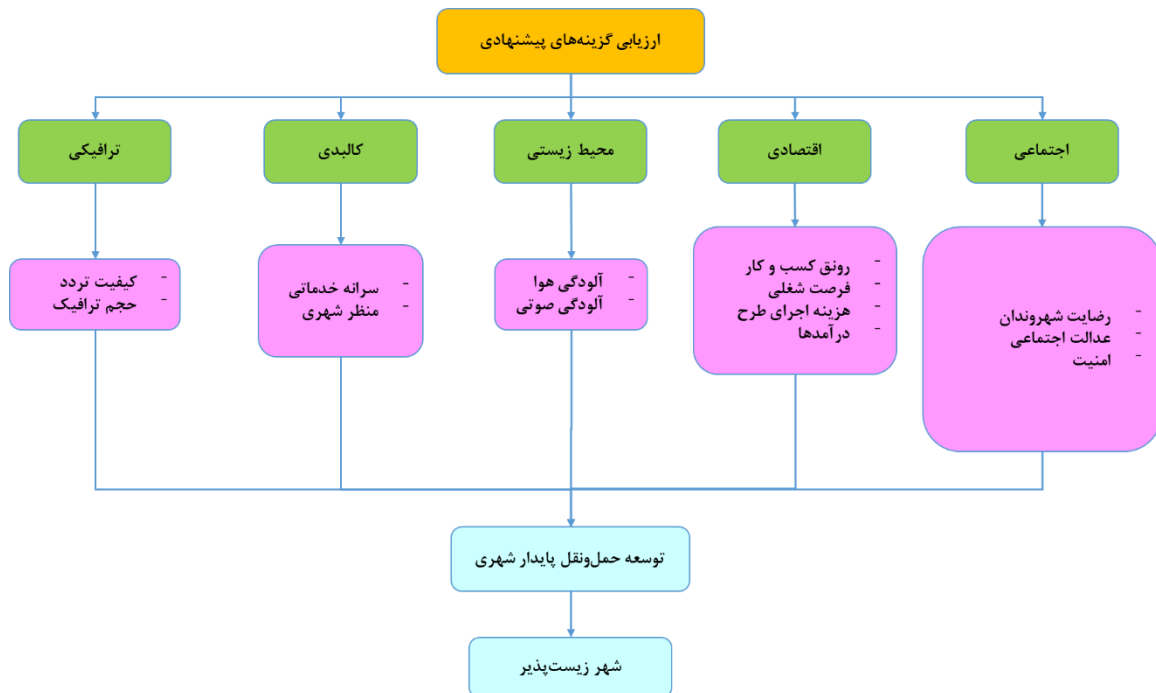 ارزیابی گزینه‌های پیشنهادی
اجتماعی
اقتصادی
محیط زیستی
کالبدی
ترافیکی
- رضایت شهروندان
- عدالت اجتماعی
- امنیت
- رونق کسب و کار
- فرصت شغلی
- هزینه اجرای طرح
- درآمدها
- آلودگی هوا
- آلودگی صوتی
- سرانه خدماتی
- منظر شهری
- کیفیت تردد
- حجم ترافیک
توسعه حمل‌ونقل پایدار شهری
شهر زیست‌پذیر